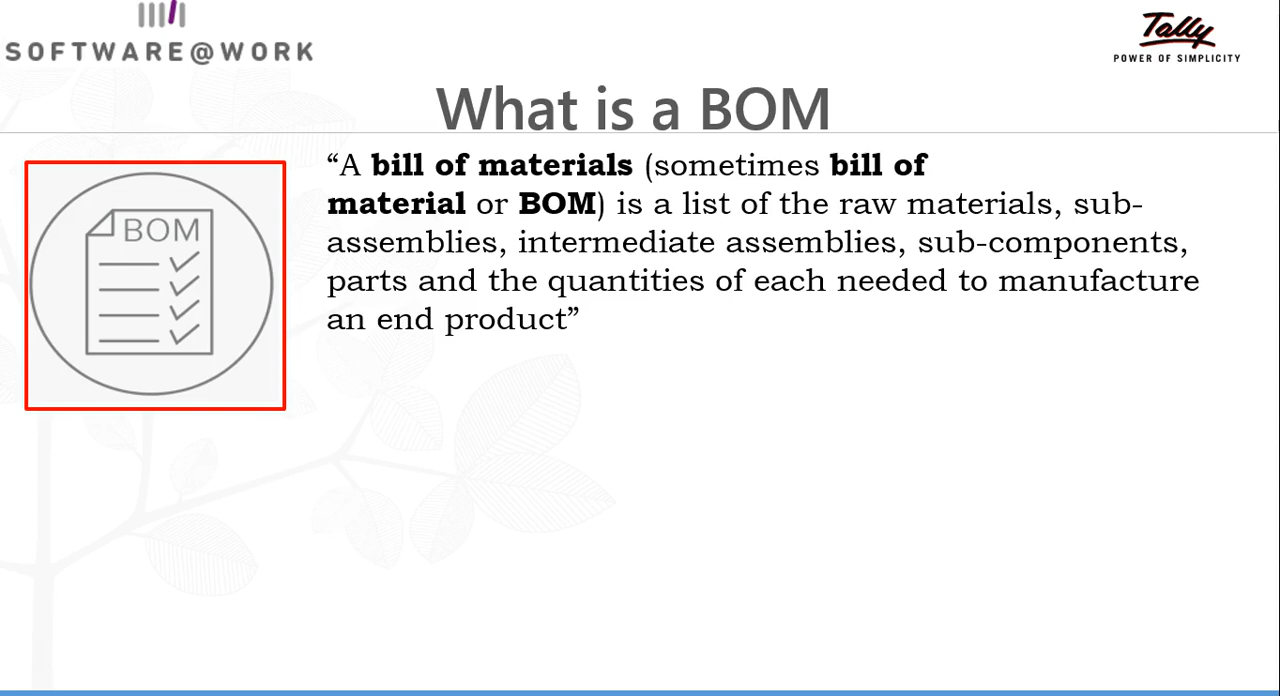 SOFTWARE@WORK
Tally
POWER OF SIMPLICITY
What is a BOM
BOM
“A bill of materials (sometimes bill of
material or BOM) is a list of the raw materials, sub-
assemblies, intermediate assemblies, sub-components,
parts and the quantities of each needed to manufacture
an end product”